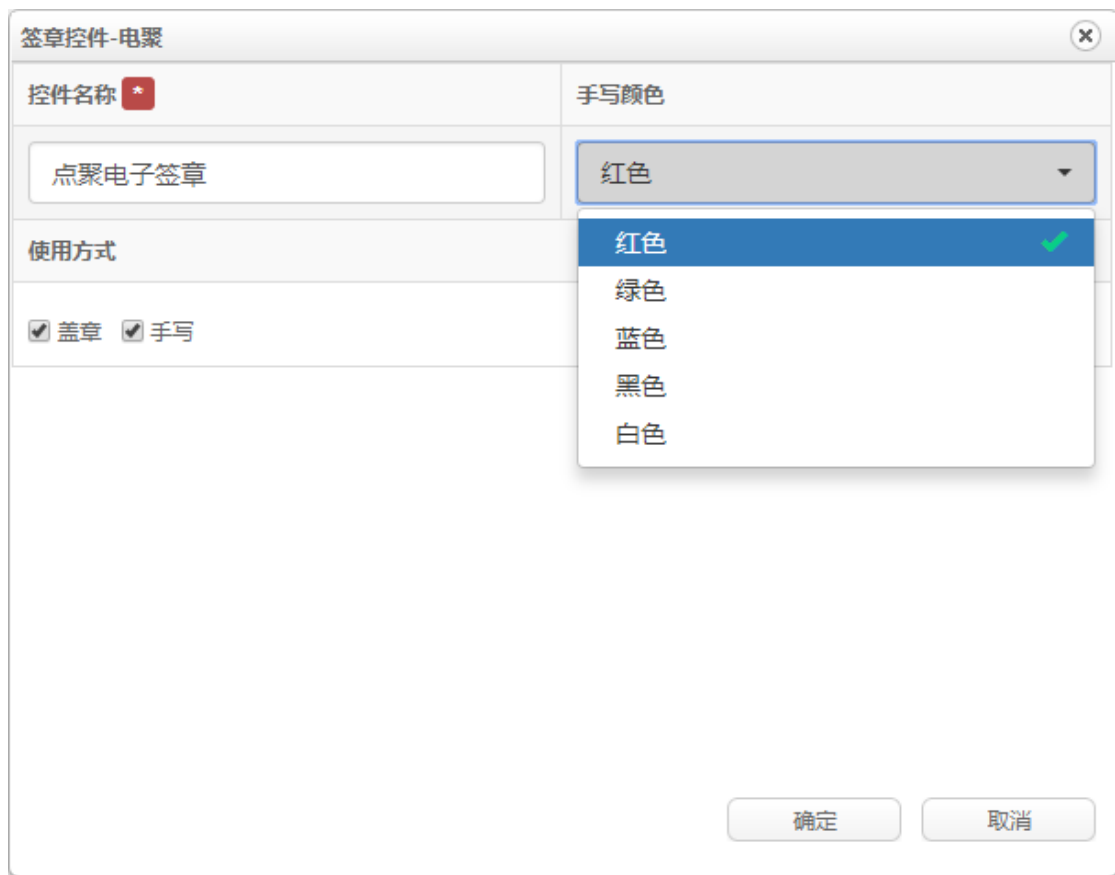 签章控件-电聚
控件名称 *
手写颜色
点聚电子签章
红色
使用方式
红色
绿色
蓝色
黑色
白色
盖章 手写
确定
取消